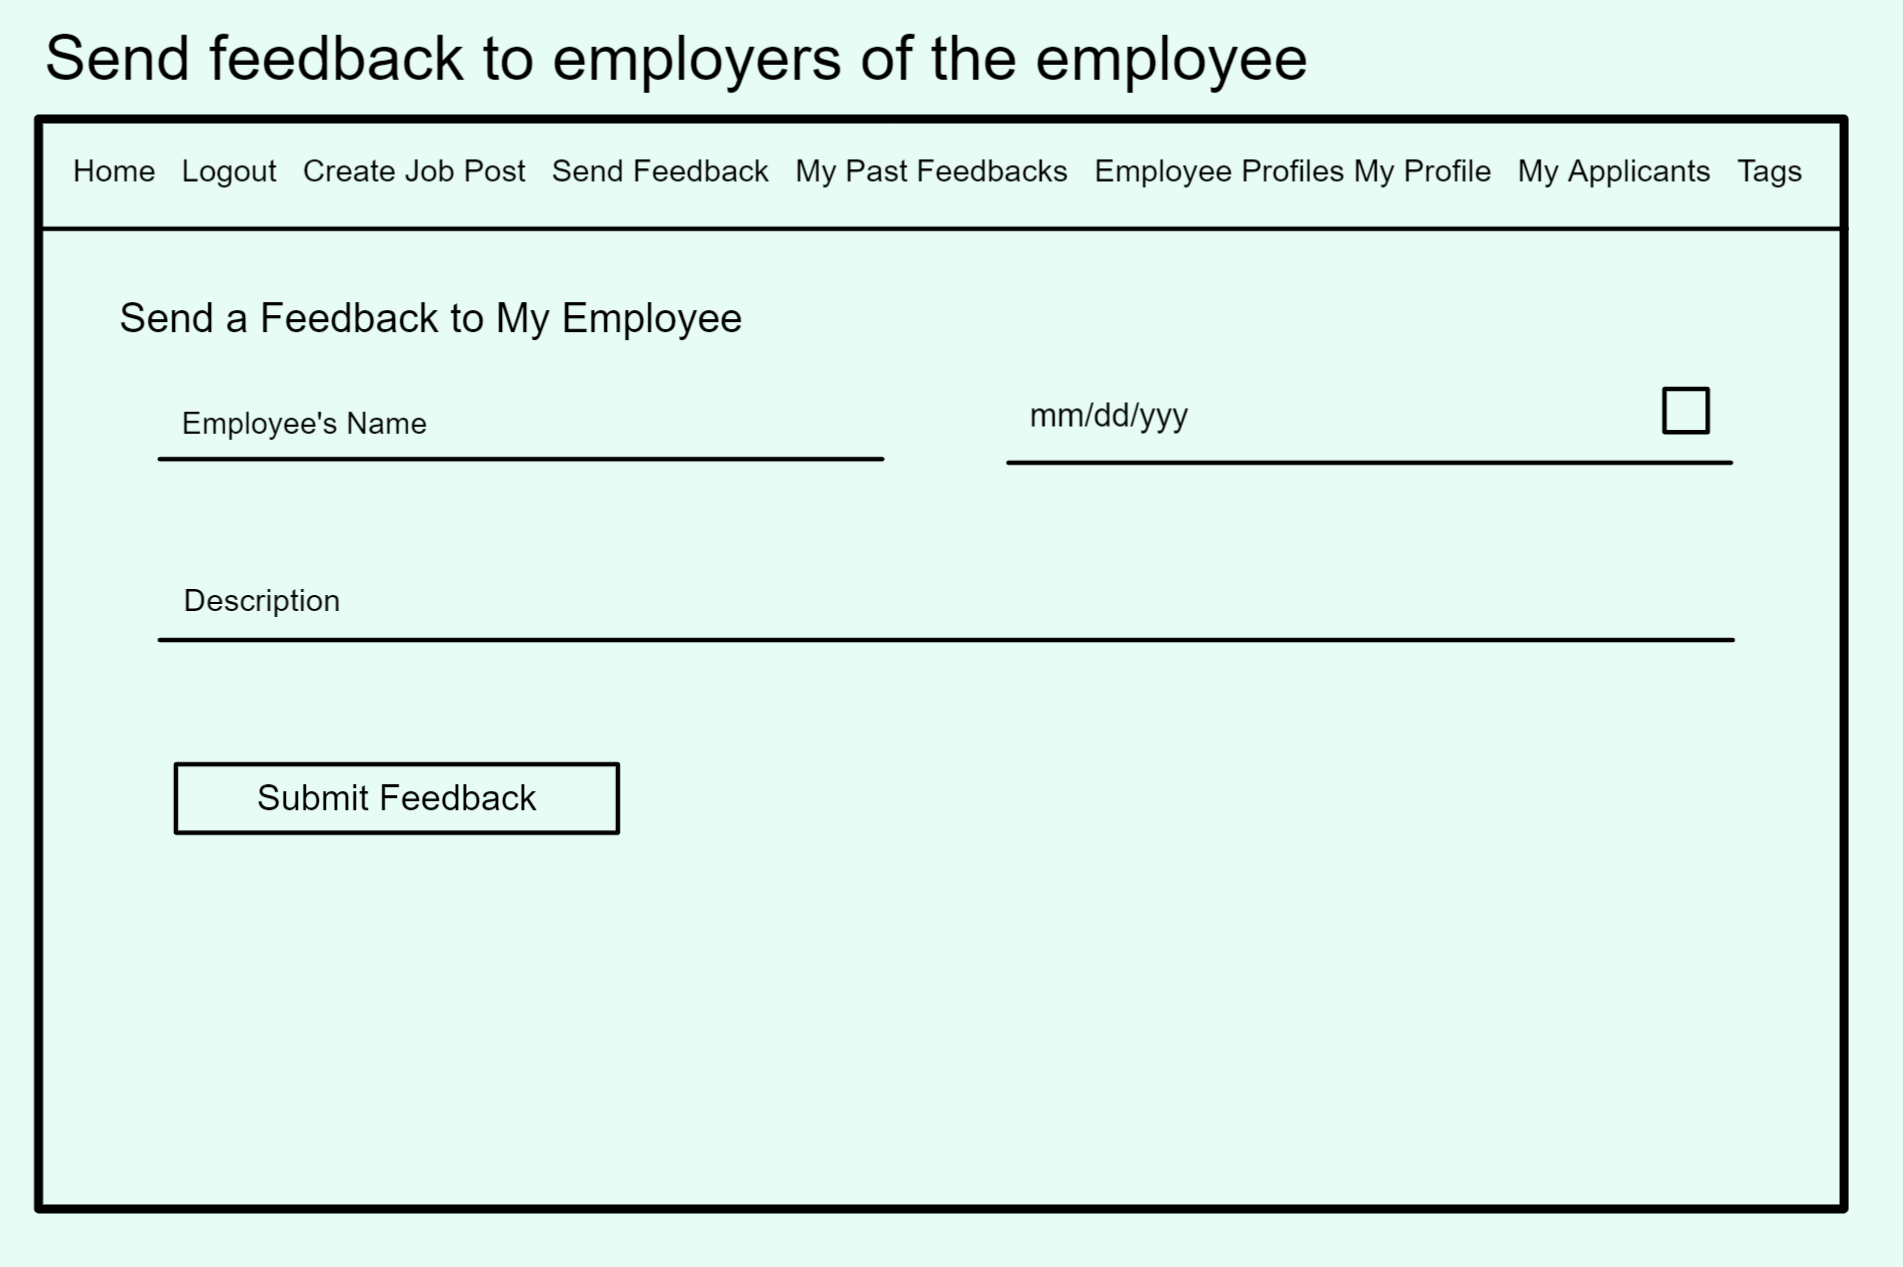 Send feedback to employers of the employee
Home Logout Create Job Post Send Feedback My Past Feedbacks Employee Profiles My Profile My Applicants Tags
Send a Feedback to My Employee
Employee's Name mm/dd/yyy
Description
Submit Feedback